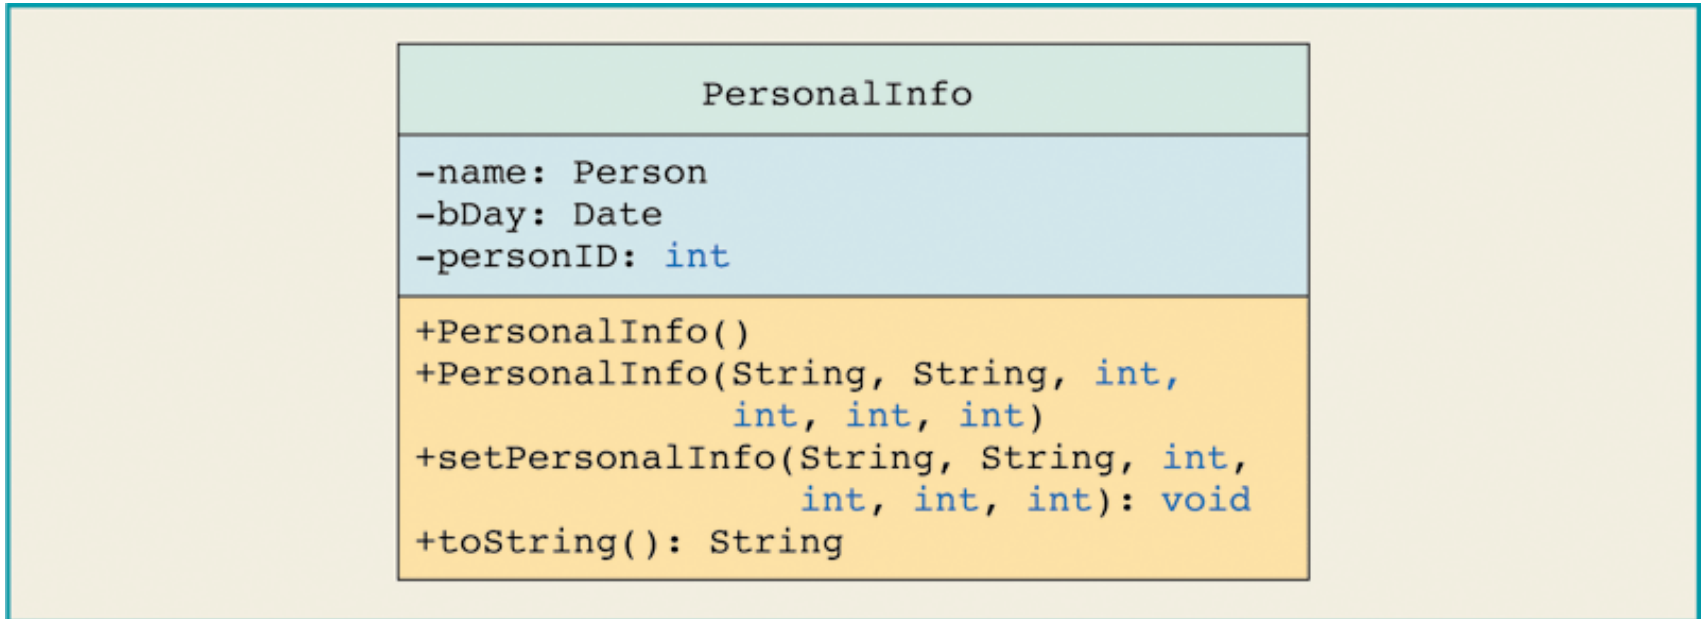 PersonalInfo
-name: Person
-bDay: Date
-personID: int
+PersonalInfo()
+PersonalInfo(String, String, int,
int, int, int)
+setPersonalInfo(String, String, int,
int, int, int): void
+toString(): String